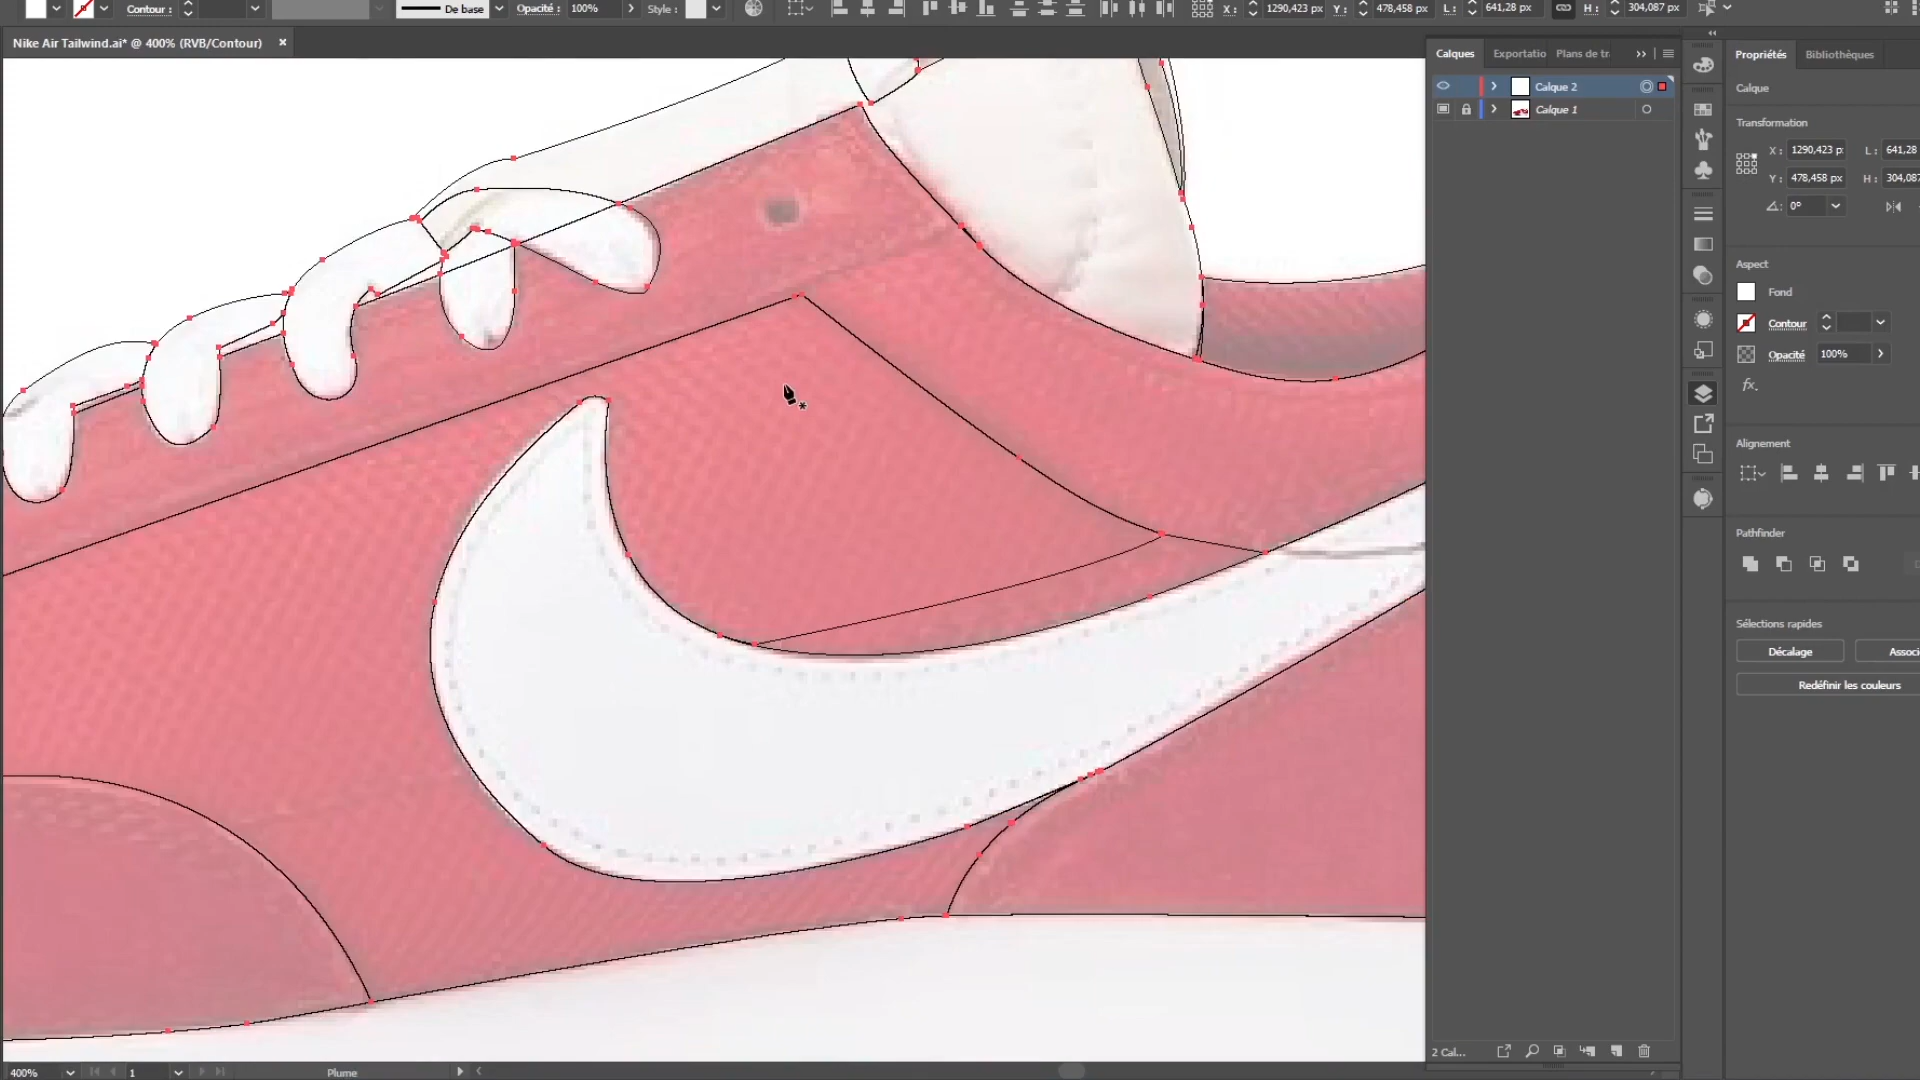 Contour :
De base
Opacité :
100%
Style :
X :
1290,423 px
Y :
478,458 px
L :
641,28 px
H :
304,087 px
Nike Air Tailwind.ai* @ 400% (RVB/Contour)
×
Calques
Exportatio
Plans de tr
Propriétés
Bibliothèques
Calque 2
Calque 1
Calque
Transformation
X :
1290,423 p
L :
641,28
Y :
478,458 px
H :
304,087
0°
Aspect
Fond
Contour
Opacité
100%
fx.
Alignement
Pathfinder
Sélections rapides
Décalage
Associ
Redéfinir les couleurs
2 Cal...
400%
1
Plume